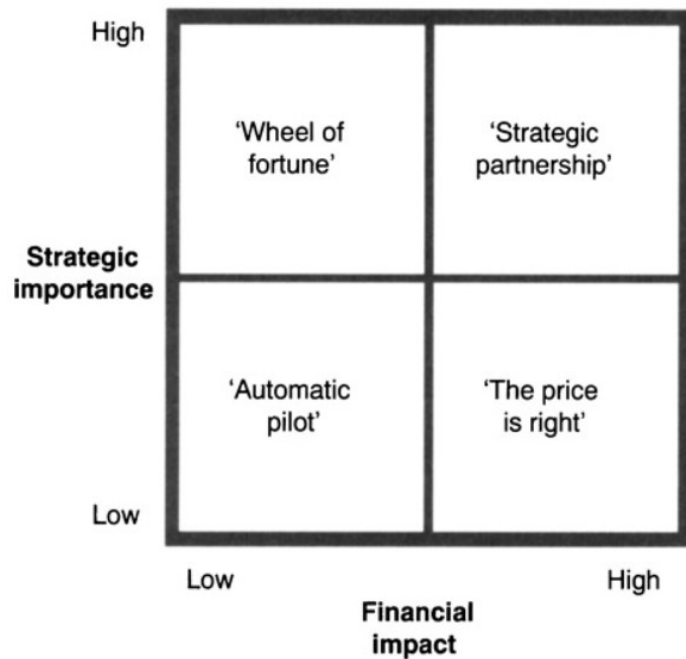 High
‘Wheel of
fortune’
‘Strategic
partnership’
Strategic
importance
‘Automatic
pilot’
‘The price
is right’
Low
Low
High
Financial
impact